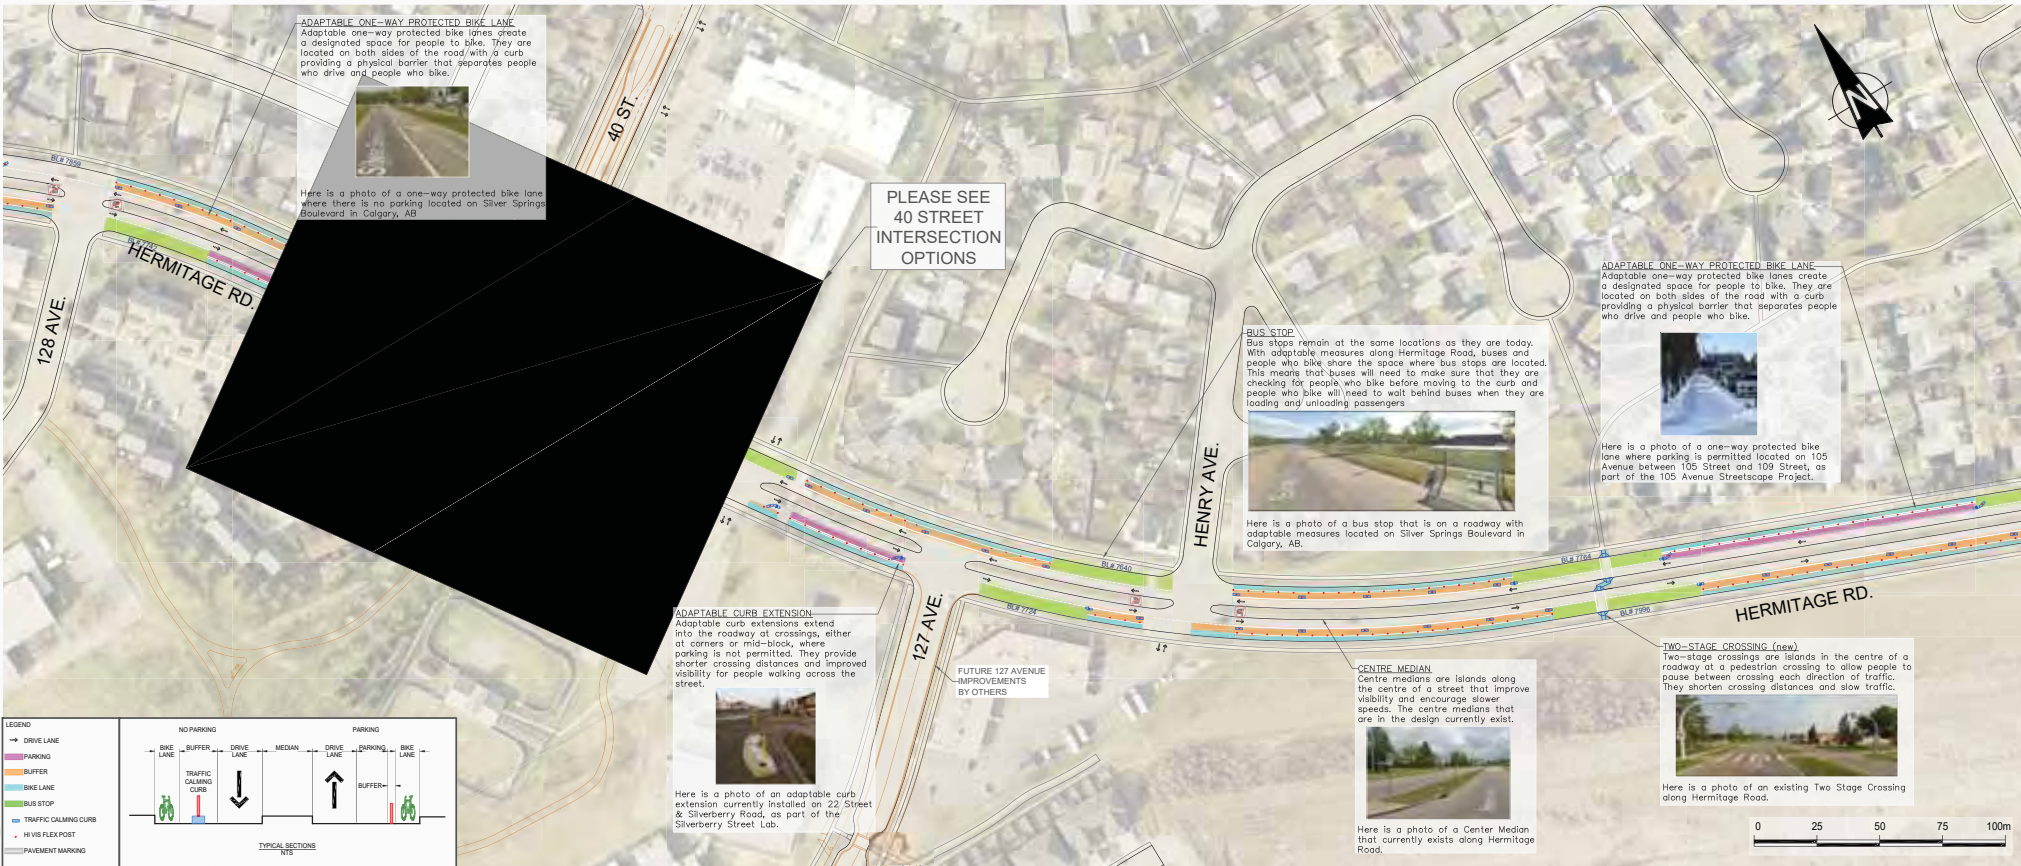 ADAPTABLE ONE-WAY PROTECTED BIKE LANE
Adaptable one-way protected bike lanes create
a designated space for people to bike. They are
located on both sides of the road with a curb
providing a physical barrier that separates people
who drive and people who bike.
Here is a photo of a one-way protected bike lane
where there is no parking located on Silver Springs
Boulevard in Calgary, AB
40 ST.
BL# 7859
BL# 7742
HERMITAGE RD.
128 AVE.
PLEASE SEE
40 STREET
INTERSECTION
OPTIONS
N
BUS STOP
Bus stops remain at the same locations as they are today.
With adaptable measures along Hermitage Road, buses and
people who bike share the space where bus stops are located.
This means that buses will need to make sure that they are
checking for people who bike before moving to the curb and
people who bike will need to wait behind buses when they are
loading and unloading passengers
Here is a photo of a bus stop that is on a roadway with
adaptable measures located on Silver Springs Boulevard in
Calgary, AB.
ADAPTABLE ONE-WAY PROTECTED BIKE LANE
Adaptable one-way protected bike lanes create
a designated space for people to bike. They are
located on both sides of the road with a curb
providing a physical barrier that separates people
who drive and people who bike.
Here is a photo of a one-way protected bike
lane where parking is permitted located on 105
Avenue between 105 Street and 109 Street, as
part of the 105 Avenue Streetscape Project.
HENRY AVE.
BL# 7640
BL# 7724
BL# 7764
BL# 7996
HERMITAGE RD.
127 AVE.
ADAPTABLE CURB EXTENSION
Adaptable curb extensions extend
into the roadway at crossings, either
at corners or mid-block, where
parking is not permitted. They provide
shorter crossing distances and improved
visibility for people walking across the
street.
Here is a photo of an adaptable curb
extension currently installed on 22 Street
& Silverberry Road, as part of the
Silverberry Street Lab.
FUTURE 127 AVENUE
IMPROVEMENTS
BY OTHERS
CENTRE MEDIAN
Centre medians are islands along
the centre of a street that improve
visibility and encourage slower
speeds. The centre medians that
are in the design currently exist.
Here is a photo of a Center Median
that currently exists along Hermitage
Road.
TWO-STAGE CROSSING (new)
Two-stage crossings are islands in the centre of a
roadway at a pedestrian crossing to allow people to
pause between crossing each direction of traffic.
They shorten crossing distances and slow traffic.
Here is a photo of an existing Two Stage Crossing
along Hermitage Road.
LEGEND
DRIVE LANE
PARKING
BUFFER
BIKE LANE
BUS STOP
TRAFFIC CALMING CURB
HI VIS FLEX POST
PAVEMENT MARKING
NO PARKING
PARKING
BIKE LANE
BUFFER
DRIVE LANE
MEDIAN
DRIVE LANE
PARKING
BIKE LANE
TRAFFIC CALMING CURB
BUFFER
TYPICAL SECTIONS
NTS
0 25 50 75 100m